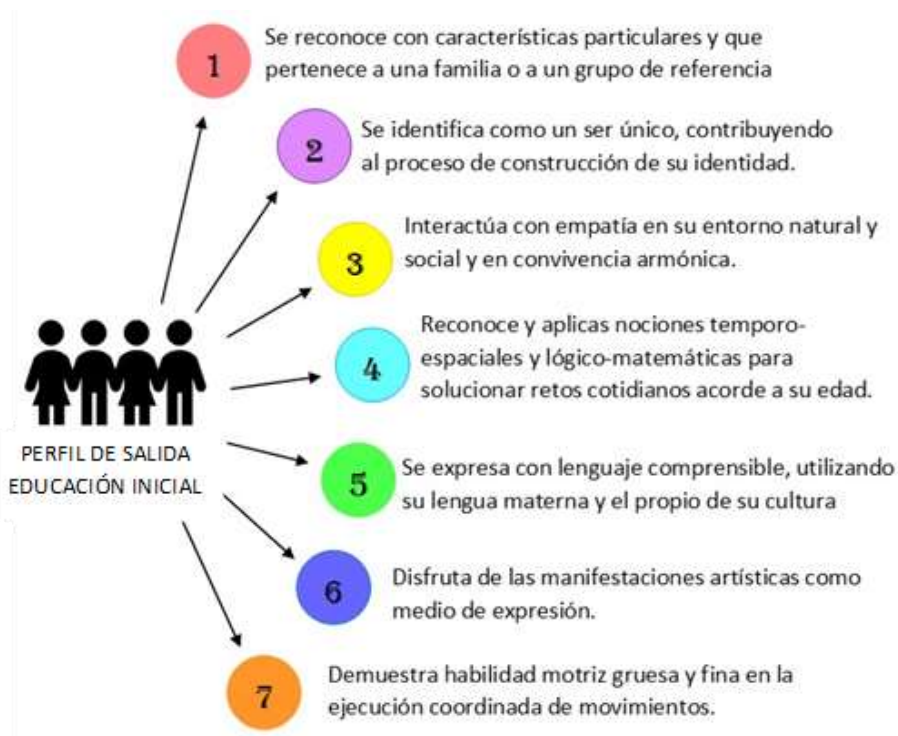 1
Se reconoce con características particulares y que
pertenece a una familia o a un grupo de referencia
2
Se identifica como un ser único, contribuyendo
al proceso de construcción de su identidad.
3
Interactúa con empatía en su entorno natural y
social y en convivencia armónica.
4
Reconoce y aplicas nociones temporo-
espaciales y lógico-matemáticas para
solucionar retos cotidianos acorde a su edad.
PERFIL DE SALIDA
EDUCACIÓN INICIAL
5
Se expresa con lenguaje comprensible, utilizando
su lengua materna y el propio de su cultura
6
Disfruta de las manifestaciones artísticas como
medio de expresión.
7
Demuestra habilidad motriz gruesa y fina en la
ejecución coordinada de movimientos.